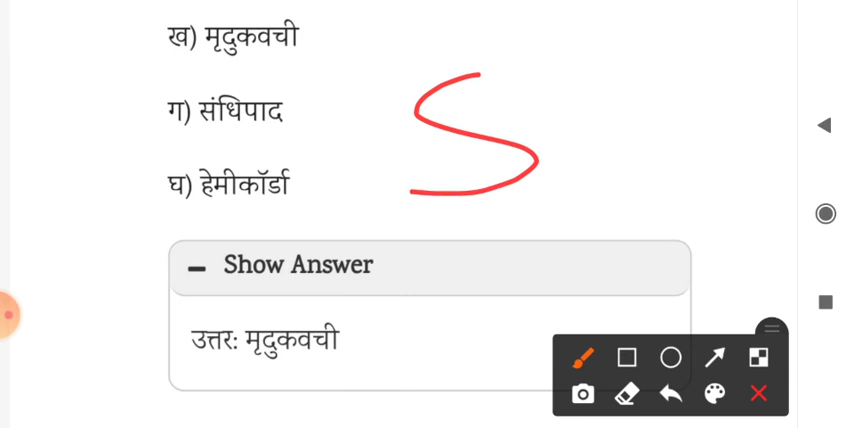 ख) मृदुकवची
ग) संधिपाद
घ) हेमीकॉर्डा
Show Answer
उत्तर: मृदुकवची